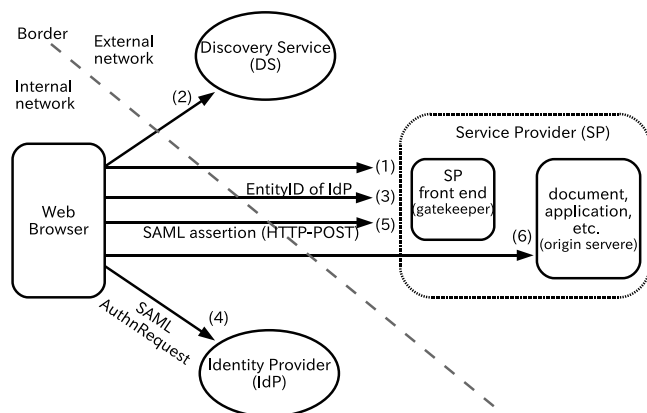 Border
External
network
Internal
network
Discovery Service
(DS)
(2)
Service Provider (SP)
Web
Browser
(1)
EntityID of IdP
(3)
SAML assertion (HTTP-POST)
(5)
(6)
SP
front end
(gatekeeper)
document,
application,
etc.
(origin servere)
SAML
AuthnRequest
(4)
Identity Provider
(IdP)